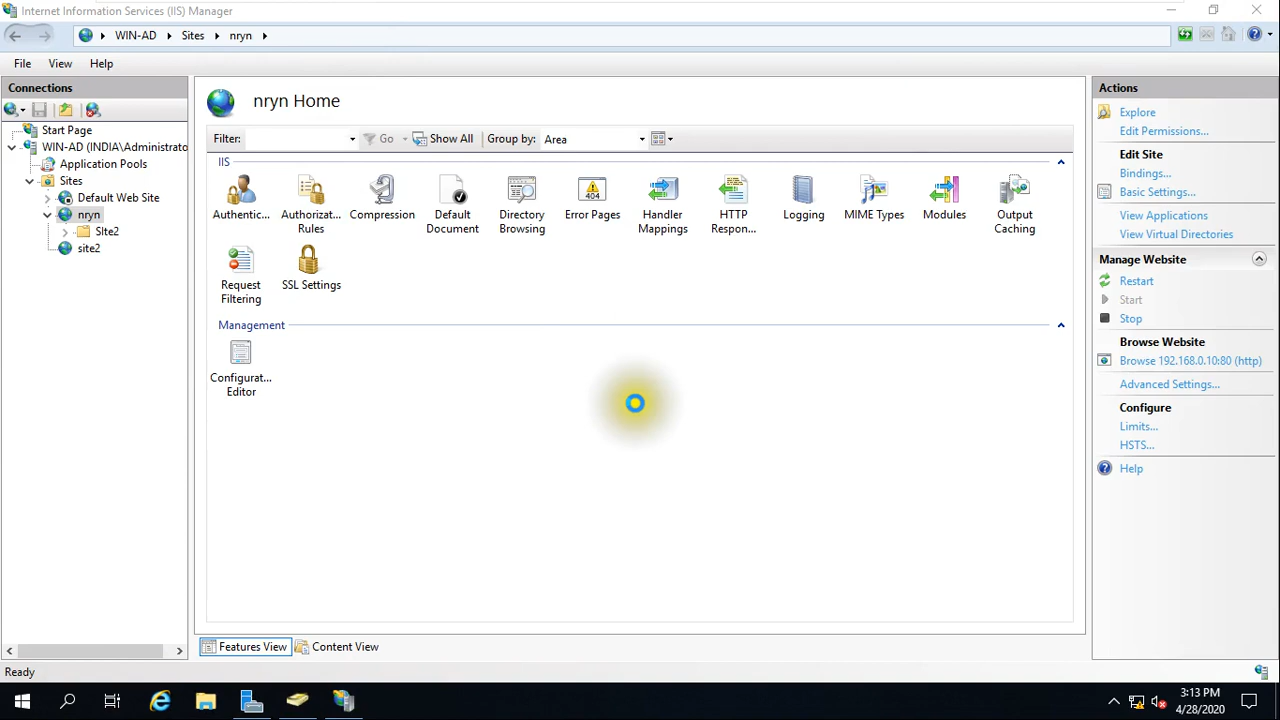 Internet Information Services (IIS) Manager
WIN-AD
Sites
nryn
File
View
Help
Connections
Start Page
WIN-AD (INDIA\Administrato
Application Pools
Sites
Default Web Site
nryn
SIte2
site2
nryn Home
Filter:
Go
Show All
Group by:
Area
IIS
Authentic...
Authorizat...
Rules
Compression
Default
Document
Directory
Browsing
Error Pages
404
Handler
Mappings
HTTP
Respon...
Logging
MIME Types
Modules
Output
Caching
Request
Filtering
SSL Settings
Management
Configurat...
Editor
Features View
Content View
Actions
Explore
Edit Permissions...
Edit Site
Bindings...
Basic Settings...
View Applications
View Virtual Directories
Manage Website
Restart
Start
Stop
Browse Website
Browse 192.168.0.10:80 (http)
Advanced Settings...
Configure
Limits...
HSTS...
Help
Ready
3:13 PM
4/28/2020